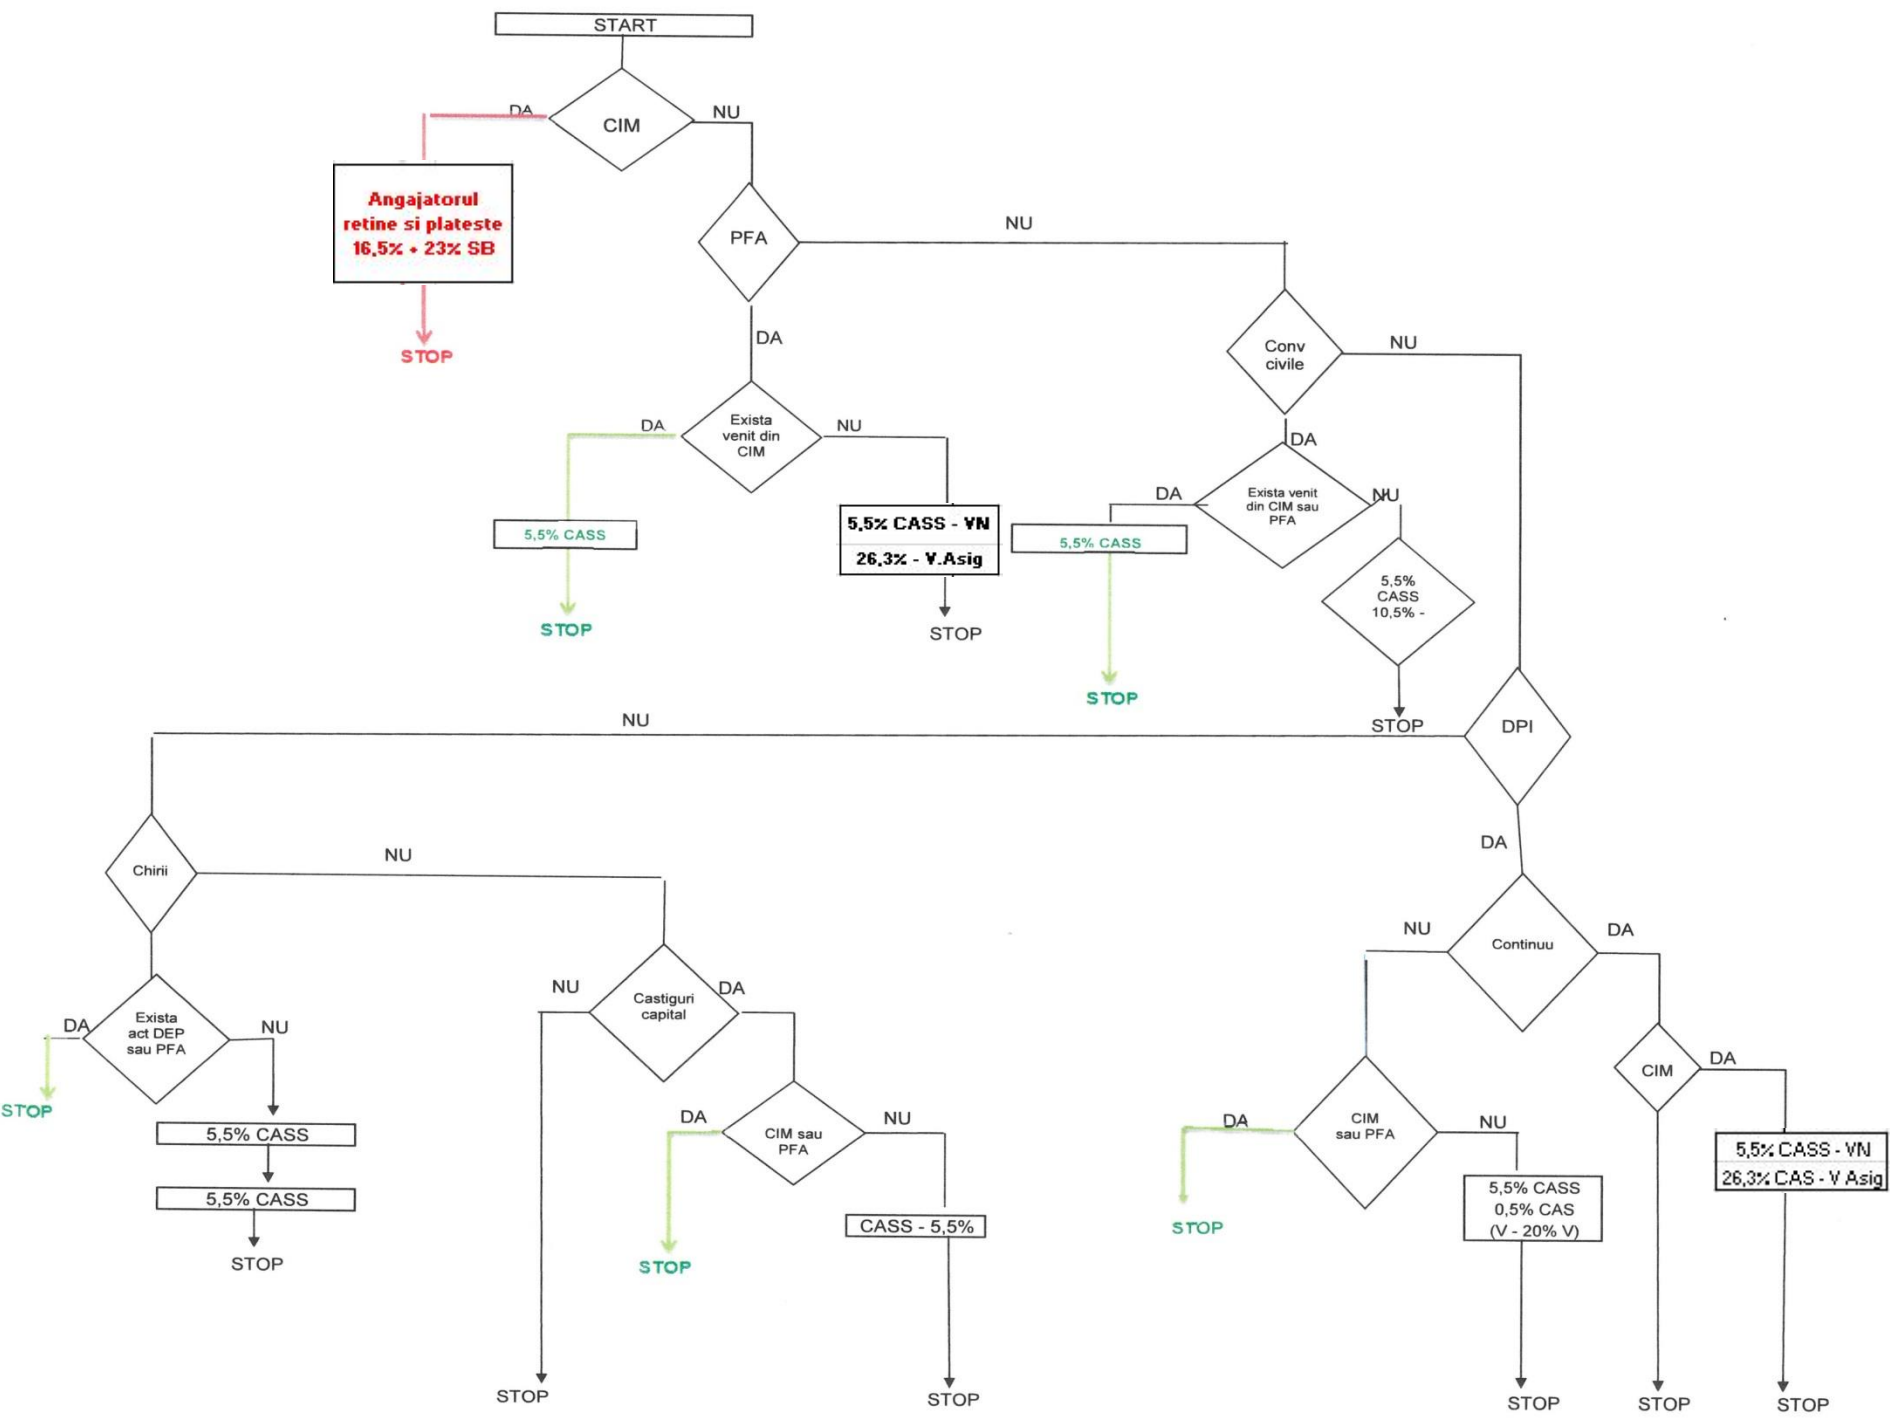 START
CIM
DA
NU
Angajatorul
retine si plateste
16,5% + 23% SB
STOP
PFA
NU
DA
Conv
civile
NU
DA
Exista
venit din
CIM
DA
NU
5,5% CASS
STOP
5,5% CASS - VN
26,3% - V.Asig
STOP
Exista venit
din CIM sau
PFA
DA
NU
5,5% CASS
STOP
5,5%
CASS
10,5% -
STOP
DPI
NU
DA
Chirii
NU
Exista
act DEP
sau PFA
DA
NU
STOP
5,5% CASS
5,5% CASS
STOP
Castiguri
capital
NU
DA
STOP
CIM sau
PFA
DA
NU
STOP
CASS - 5,5%
STOP
Continuu
NU
DA
CIM
sau PFA
DA
NU
STOP
5,5% CASS
0,5% CAS
(V - 20% V)
STOP
CIM
DA
STOP
5,5% CASS - VN
26,3% CAS - V Asig
STOP